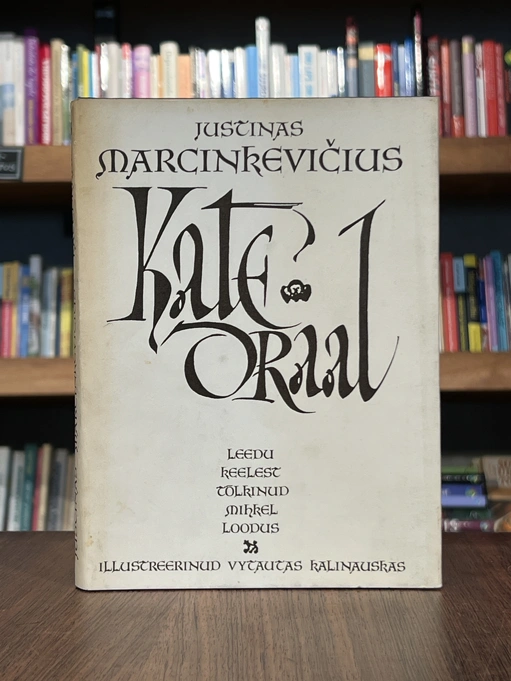 JUSTINAS
MARCINKEVIČIUS
Kate-
DRaal
LEEDU
KEELEST
TÕLKINUD
MIHKEL
LOODUS
ILLUSTREERINUD VYTAUTAS KALINAUSKAS